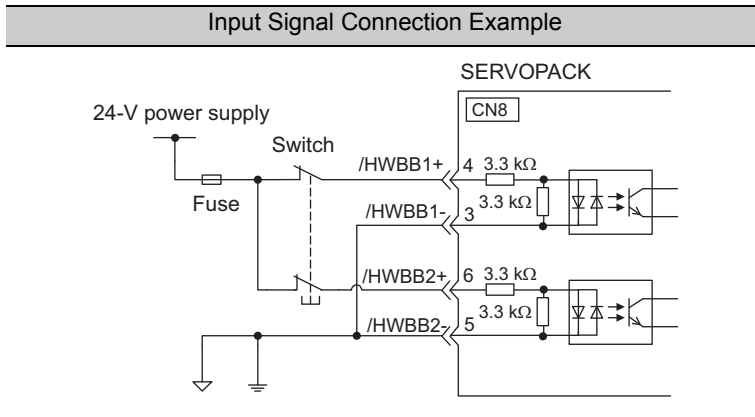 Input Signal Connection Example
SERVOPACK
CN8
24-V power supply
Switch
Fuse
/HWBB1+ 4 3.3 kΩ
3.3 kΩ
/HWBB1- 3
/HWBB2+ 6 3.3 kΩ
3.3 kΩ
/HWBB2- 5